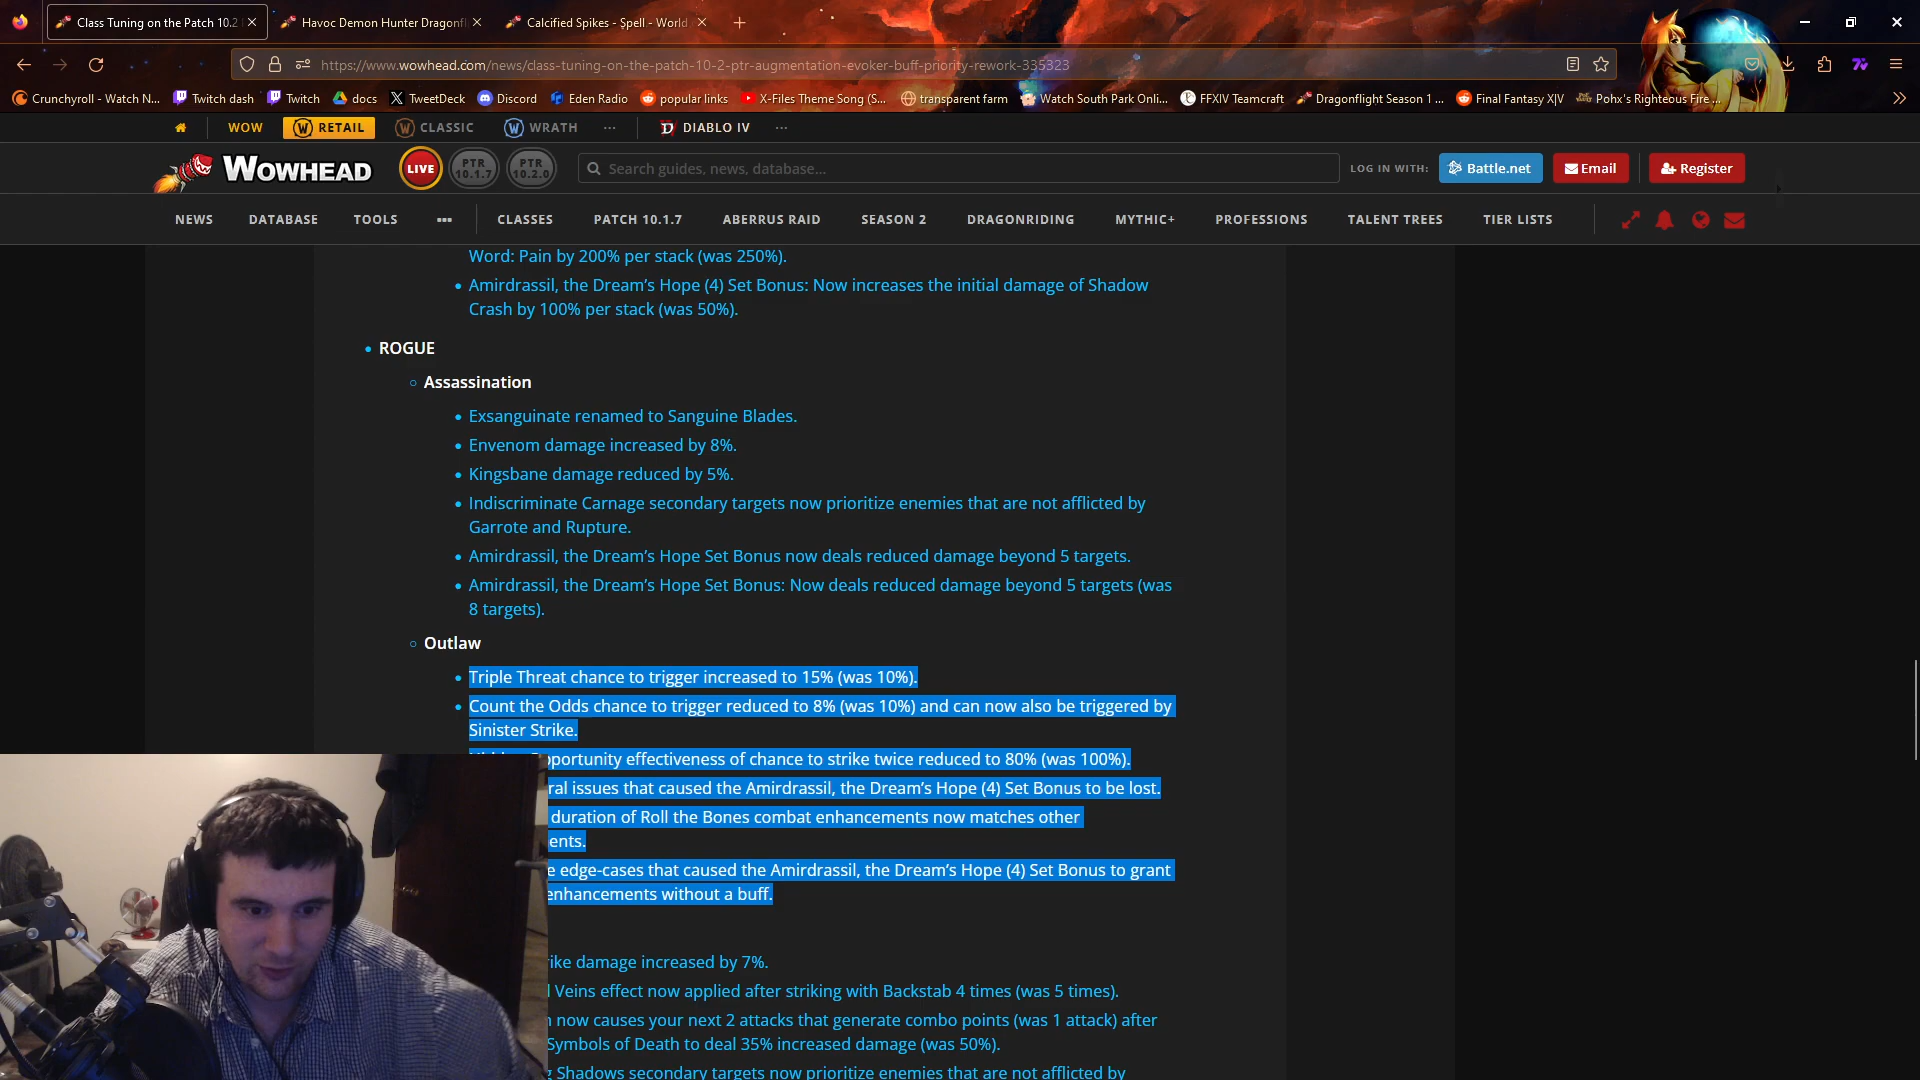 Class Tuning on the Patch 10.2
Havoc Demon Hunter Dragonfl
Calcified Spikes - Spell - World
https://www.wowhead.com/news/class-tuning-on-the-patch-10-2-ptr-augmentation-evoker-buff-priority-rework-335323
Crunchyroll - Watch N...
Twitch dash
Twitch
docs
TweetDeck
Discord
Eden Radio
popular links
X-Files Theme Song (S...
transparent farm
Watch South Park Onli...
FFXIV Teamcraft
Dragonflight Season 1 ...
Final Fantasy X|V
Pohx's Righteous Fire ...
WOW
RETAIL
CLASSIC
WRATH
DIABLO IV
WOWHEAD
LIVE
PTR 10.1.7
PTR 10.2.0
Search guides, news, database...
LOG IN WITH:
Battle.net
Email
Register
NEWS
DATABASE
TOOLS
CLASSES
PATCH 10.1.7
ABERRUS RAID
SEASON 2
DRAGONRIDING
MYTHIC+
PROFESSIONS
TALENT TREES
TIER LISTS
Word: Pain by 200% per stack (was 250%).
Amirdrassil, the Dream's Hope (4) Set Bonus: Now increases the initial damage of Shadow
Crash by 100% per stack (was 50%).
ROGUE
Assassination
Exsanguinate renamed to Sanguine Blades.
Envenom damage increased by 8%.
Kingsbane damage reduced by 5%.
Indiscriminate Carnage secondary targets now prioritize enemies that are not afflicted by
Garrote and Rupture.
Amirdrassil, the Dream's Hope Set Bonus now deals reduced damage beyond 5 targets.
Amirdrassil, the Dream's Hope Set Bonus: Now deals reduced damage beyond 5 targets (was
8 targets).
Outlaw
Triple Threat chance to trigger increased to 15% (was 10%).
Count the Odds chance to trigger reduced to 8% (was 10%) and can now also be triggered by
Sinister Strike.
pportunity effectiveness of chance to strike twice reduced to 80% (was 100%).
ral issues that caused the Amirdrassil, the Dream's Hope (4) Set Bonus to be lost.
duration of Roll the Bones combat enhancements now matches other
ents.
e edge-cases that caused the Amirdrassil, the Dream's Hope (4) Set Bonus to grant
enhancements without a buff.
rike damage increased by 7%.
Veins effect now applied after striking with Backstab 4 times (was 5 times).
now causes your next 2 attacks that generate combo points (was 1 attack) after
Symbols of Death to deal 35% increased damage (was 50%).
Shadows secondary targets now prioritize enemies that are not afflicted by